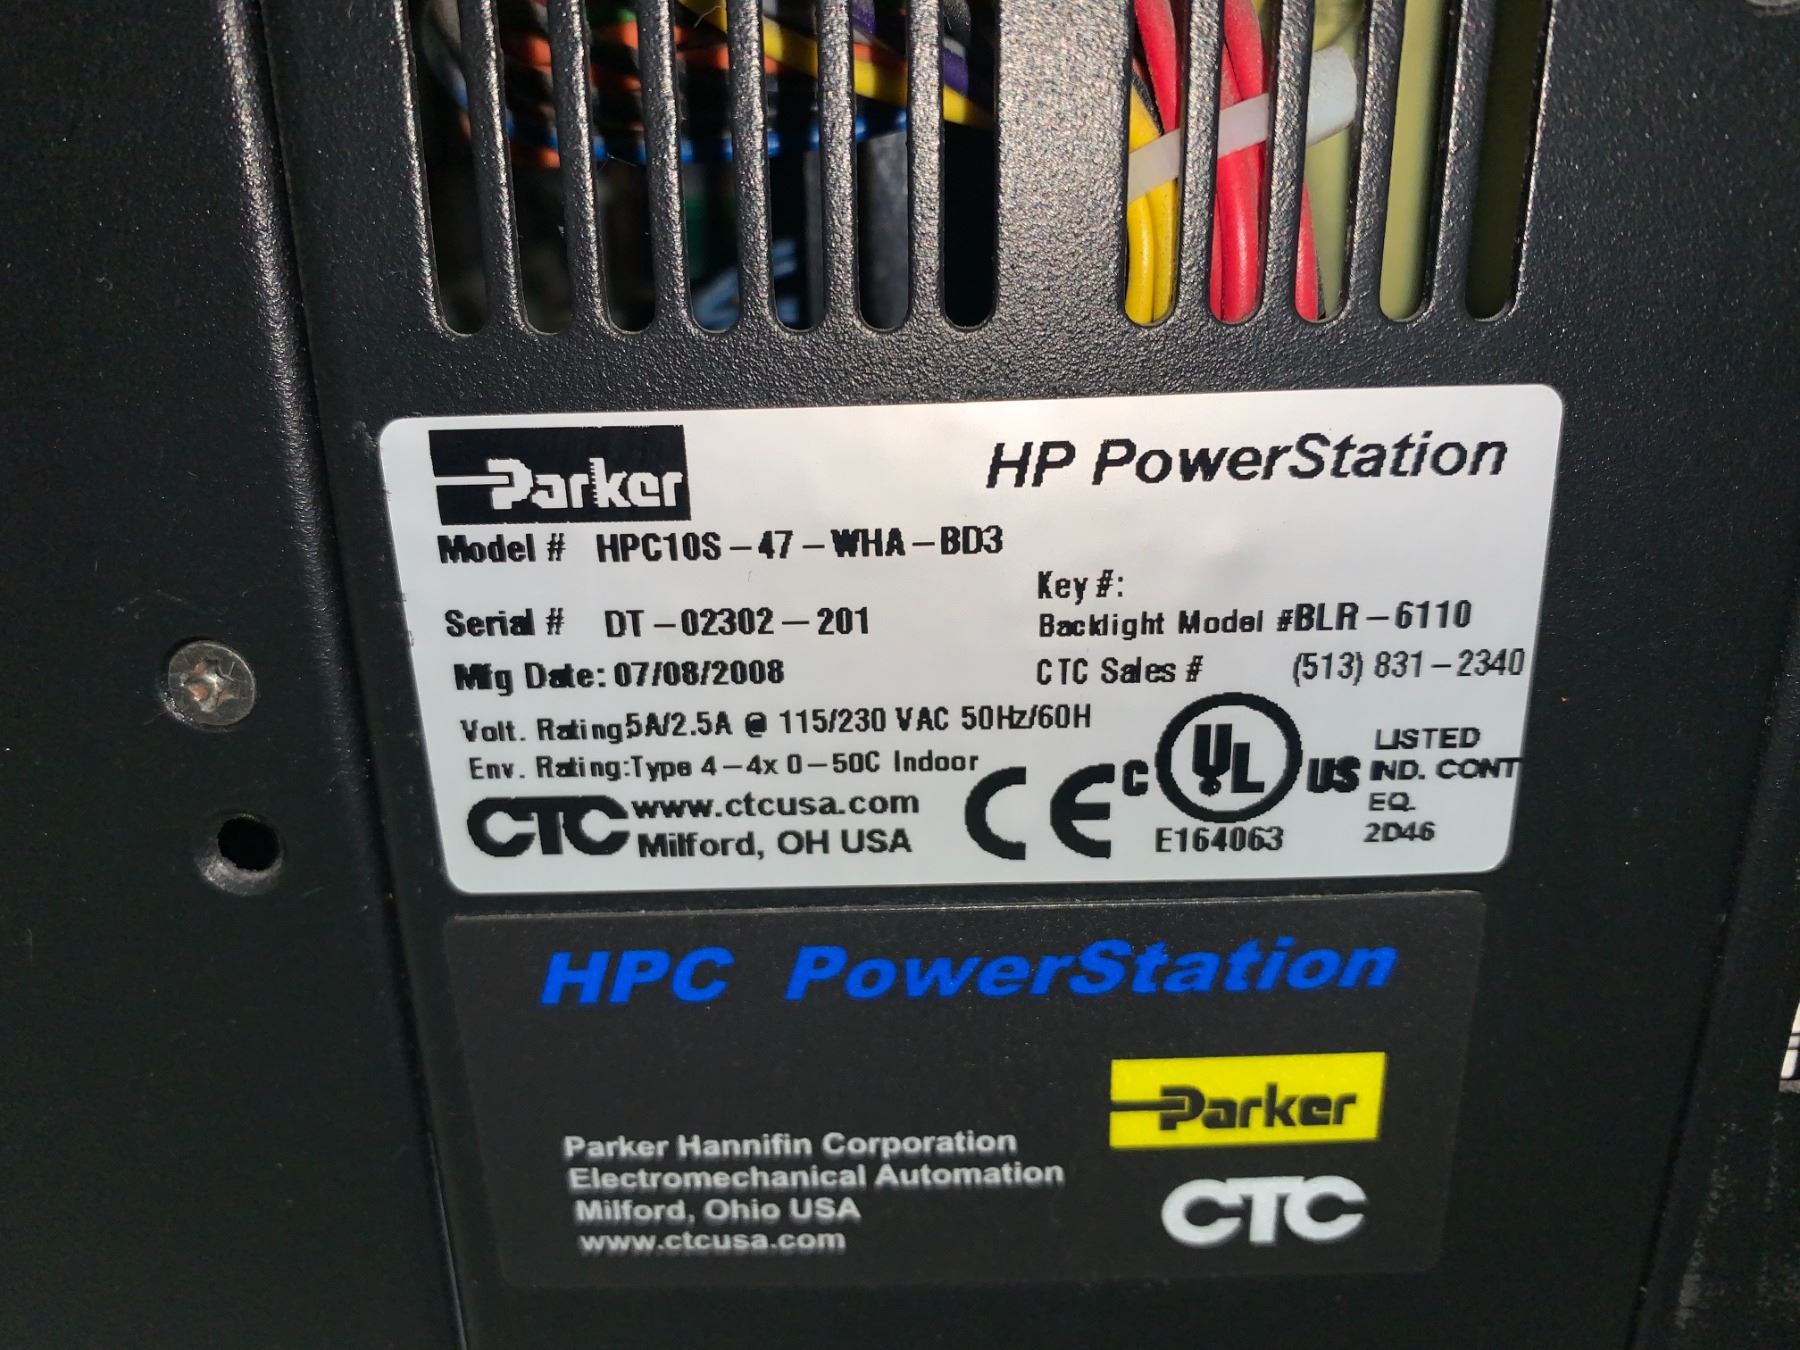 Parker
HP PowerStation
Model # HPC10S-47-WHA-BD3
Key #:
Serial # DT-02302-201
Backlight Model #BLR-6110
Mfg Date: 07/08/2008
CTC Sales # (513) 831-2340
Volt. Rating5A/2.5A @ 115/230 VAC 50Hz/60H
Env. Rating:Type 4-4x 0-50C Indoor
CTC
www.ctcusa.com
Milford, OH USA
CE
C UL US
E164063
LISTED
IND. CONT
EQ.
2D46
HPC PowerStation
Parker
Parker Hannifin Corporation
Electromechanical Automation
Milford, Ohio USA
www.ctcusa.com
CTC